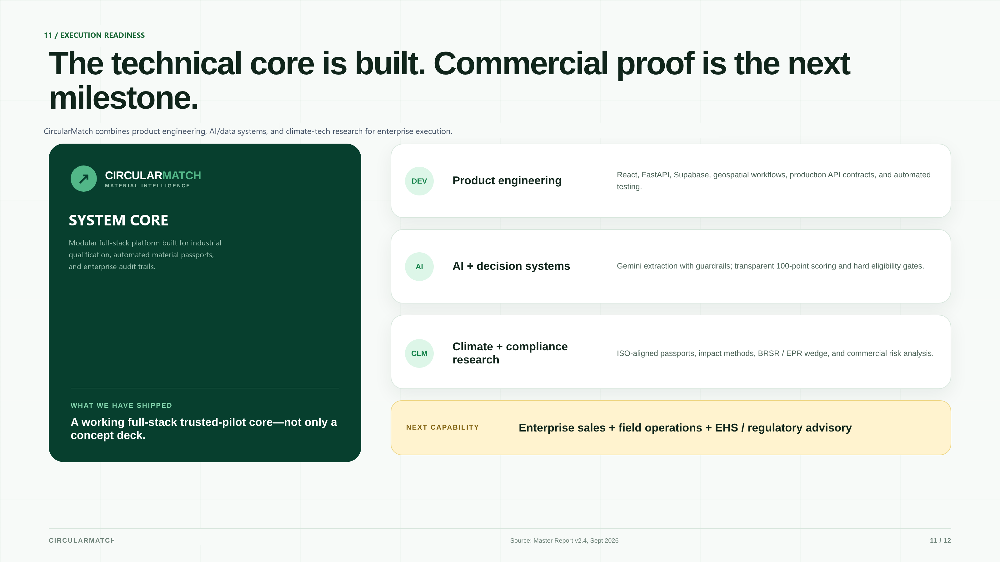 11 / EXECUTION READINESS
The technical core is built. Commercial proof is the next
milestone.
CircularMatch combines product engineering, AI/data systems, and climate-tech research for enterprise execution.
CIRCULARMATCH
MATERIAL INTELLIGENCE
SYSTEM CORE
Modular full-stack platform built for industrial
qualification, automated material passports,
and enterprise audit trails.
WHAT WE HAVE SHIPPED
A working full-stack trusted-pilot core—not only a
concept deck.
DEV
Product engineering
React, FastAPI, Supabase, geospatial workflows, production API contracts, and automated
testing.
AI
AI + decision systems
Gemini extraction with guardrails; transparent 100-point scoring and hard eligibility gates.
CLM
Climate + compliance
research
ISO-aligned passports, impact methods, BRSR / EPR wedge, and commercial risk analysis.
NEXT CAPABILITY
Enterprise sales + field operations + EHS / regulatory advisory
CIRCULARMATCH
Source: Master Report v2.4, Sept 2026
11 / 12